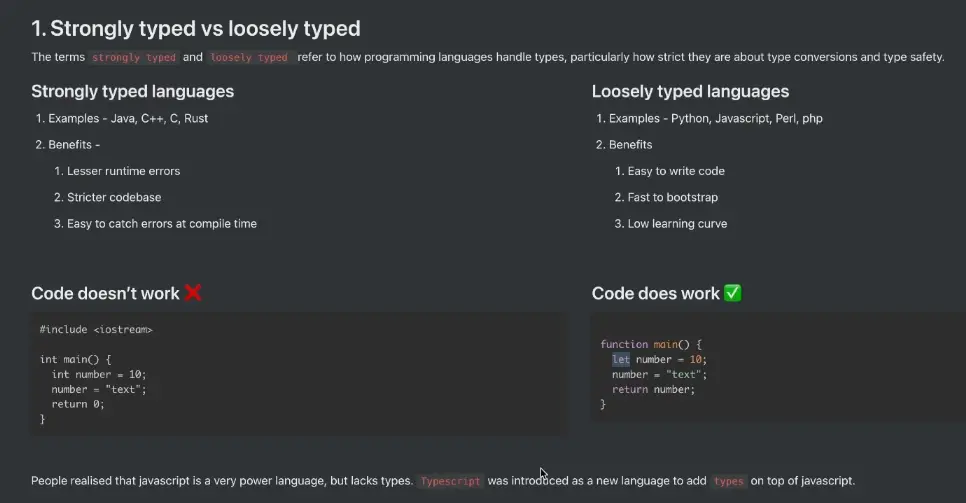 1. Strongly typed vs loosely typed
The terms strongly typed and loosely typed refer to how programming languages handle types, particularly how strict they are about type conversions and type safety.
Strongly typed languages
1. Examples - Java, C++, C, Rust
2. Benefits -
1. Lesser runtime errors
2. Stricter codebase
3. Easy to catch errors at compile time
Loosely typed languages
1. Examples - Python, Javascript, Perl, php
2. Benefits
1. Easy to write code
2. Fast to bootstrap
3. Low learning curve
Code doesn't work ❌
#include <iostream>
int main() {
int number = 10;
number = "text";
return 0;
}
Code does work ✅
function main() {
let number = 10;
number = "text";
return number;
}
People realised that javascript is a very power language, but lacks types. Typescript was introduced as a new language to add types on top of javascript.